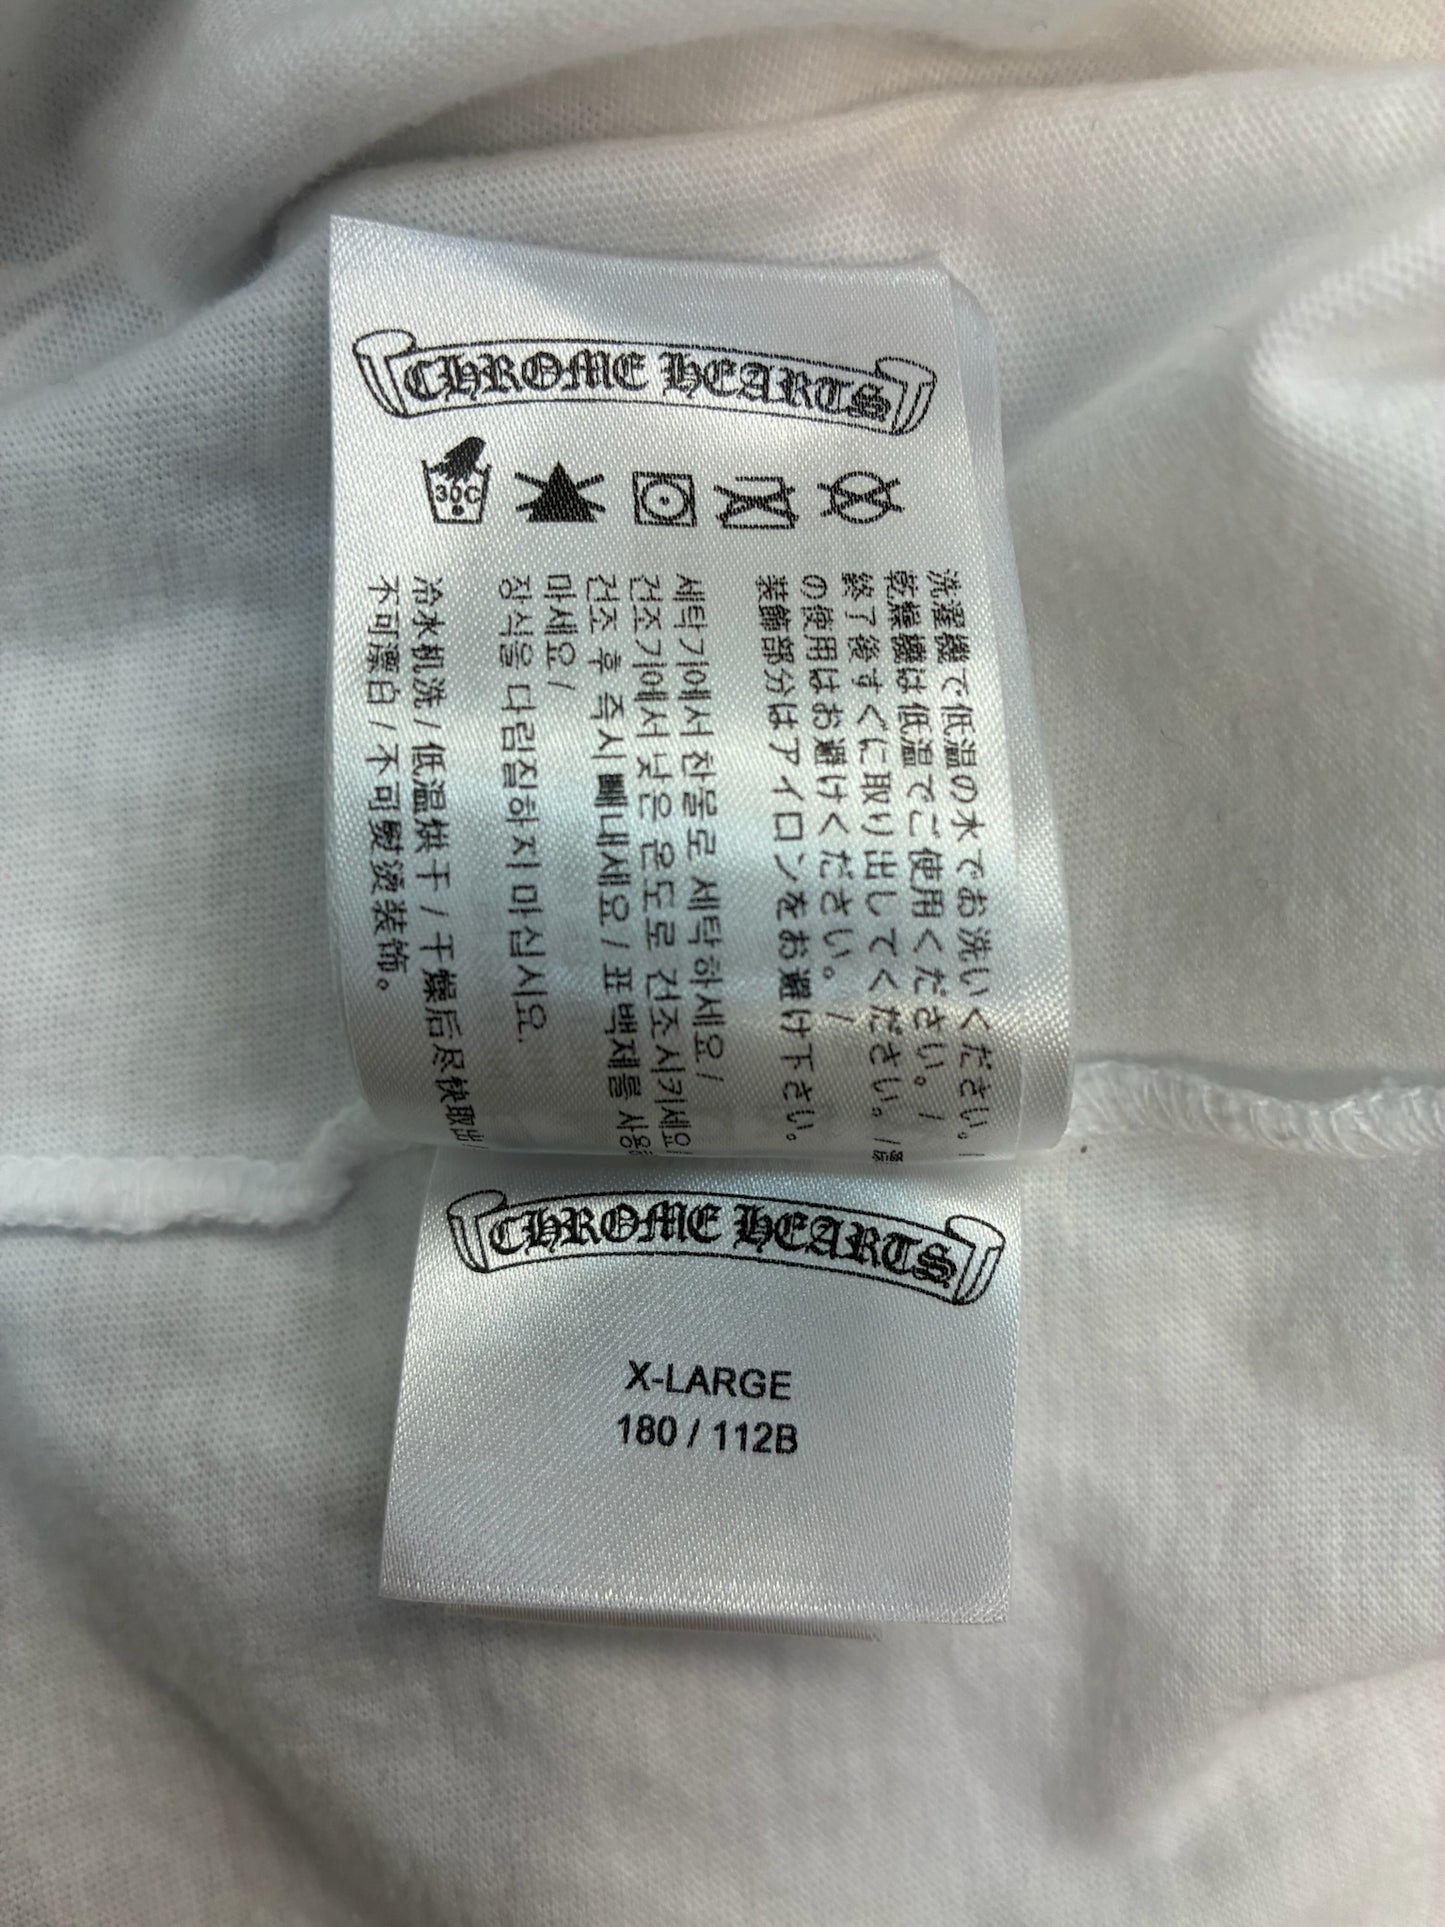 CHROME HEARTS
30C
洗濯機で低温の水でお洗いください。/
乾燥機は低温でご使用ください。/
終了後すぐに取り出してください。/
の使用はお避けください。/
装飾部分はアイロンをお避け下さい。
세탁기에서 찬물로 세탁하세요 /
건조기에서 낮은 온도로 건조시키세요
건조 후 즉시 빼내세요 / 표백제를 사용
마세요 /
장식을 다림질하지 마십시요.
冷水机洗 / 低温烘干 / 干燥后尽快取出 /
不可漂白 / 不可熨烫装饰。
CHROME HEARTS
X-LARGE
180 / 112B